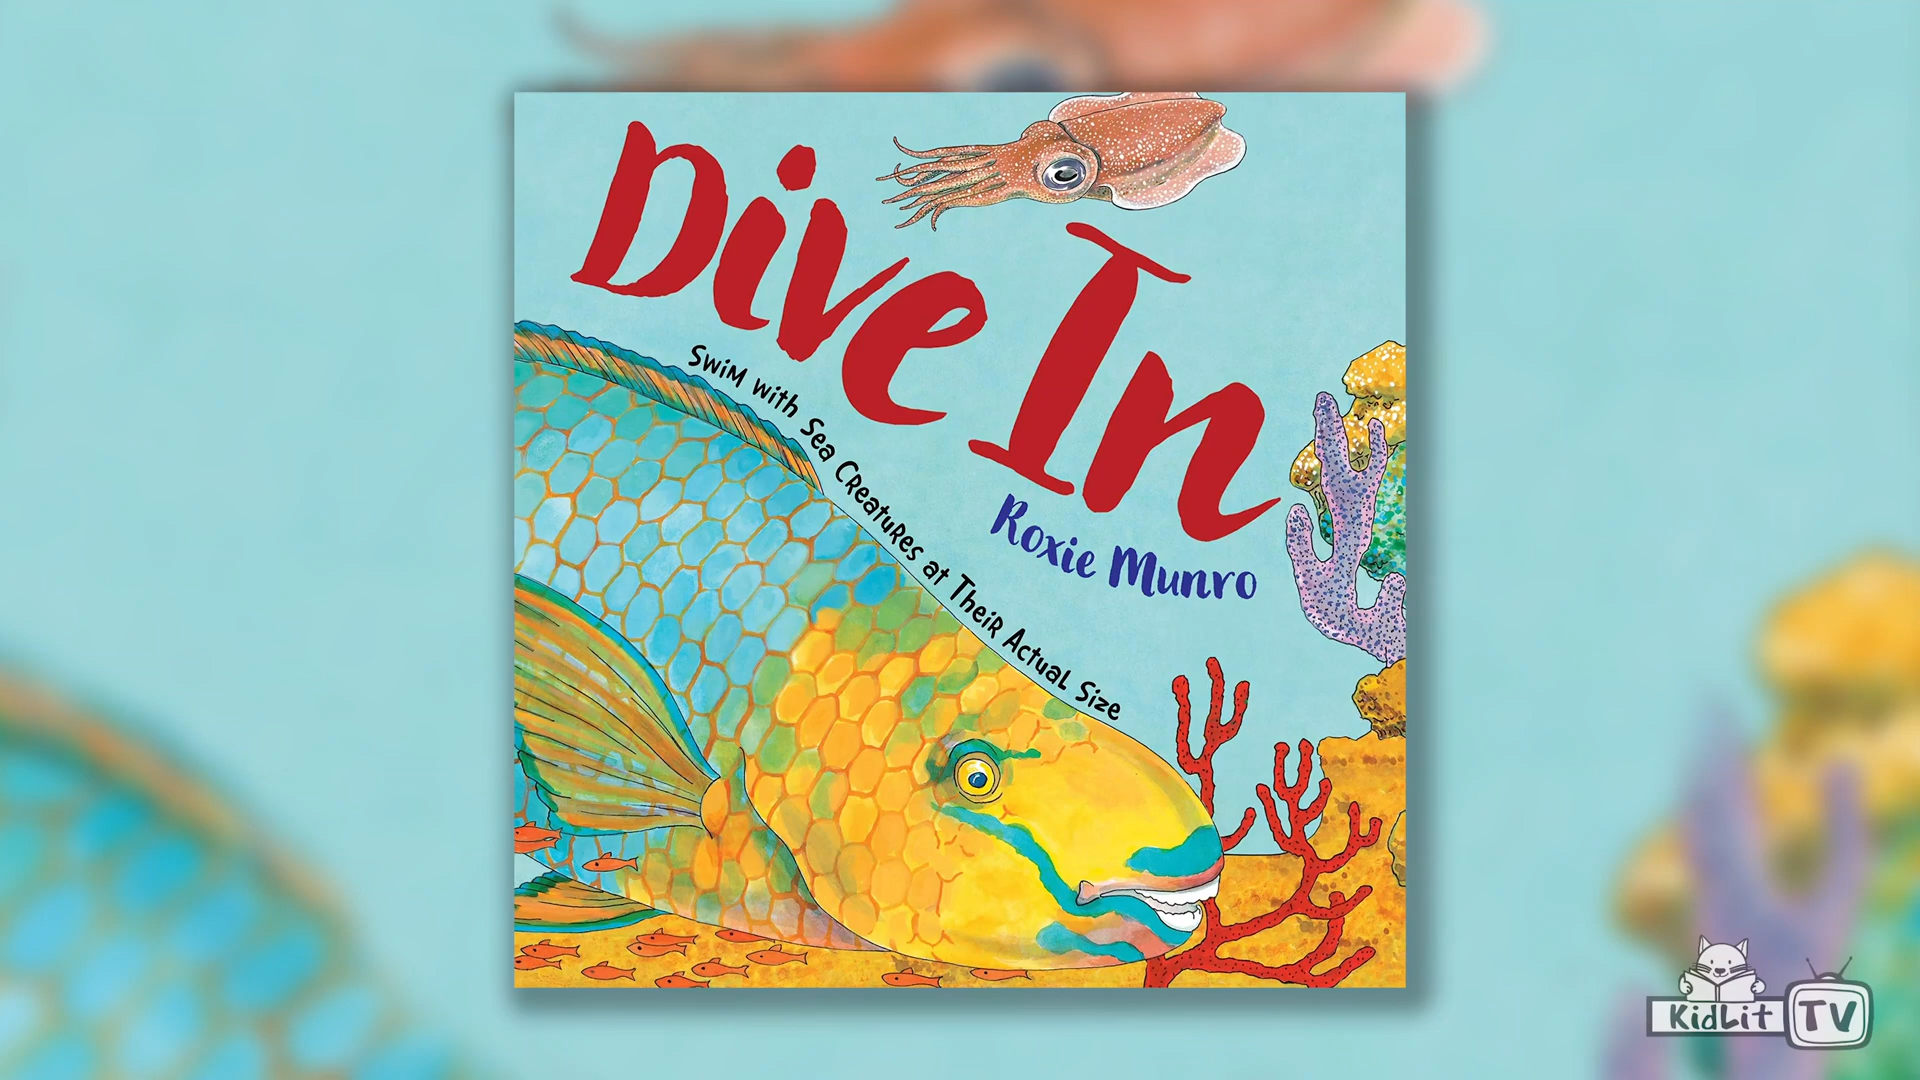 Dive In
Swim with Sea Creatures at Their Actual Size
Roxie Munro
KidLit TV